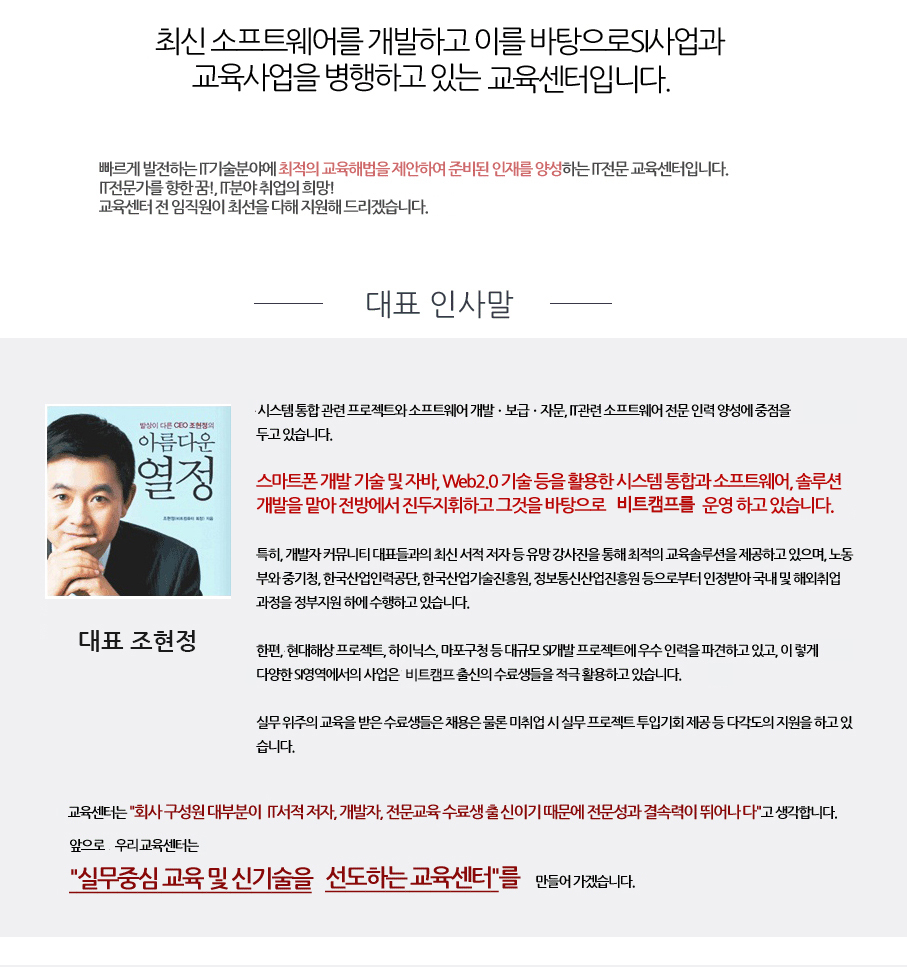 최신 소프트웨어를 개발하고 이를 바탕으로SI사업과
교육사업을 병행하고 있는 교육센터입니다.
빠르게 발전하는 IT기술분야에 최적의 교육해법을 제안하여 준비된 인재를 양성하는 IT전문 교육센터입니다.
IT전문가를 향한 꿈!, IT분야 취업의 희망!
교육센터 전 임직원이 최선을 다해 지원해 드리겠습니다.
대표 인사말
발상이 다른 CEO 조현정의
아름다운
열정
대표 조현정
시스템 통합 관련 프로젝트와 소프트웨어 개발 · 보급 · 자문, IT관련 소프트웨어 전문 인력 양성에 중점을
두고 있습니다.
스마트폰 개발 기술 및 자바, Web2.0 기술 등을 활용한 시스템 통합과 소프트웨어, 솔루션
개발을 맡아 전방에서 진두지휘하고 그것을 바탕으로 비트캠프를 운영 하고 있습니다.
특히, 개발자 커뮤니티 대표들과의 최신 서적 저자 등 유망 강사진을 통해 최적의 교육솔루션을 제공하고 있으며, 노동
부와 중기청, 한국산업인력공단, 한국산업기술진흥원, 정보통신산업진흥원 등으로부터 인정받아 국내 및 해외취업
과정을 정부지원 하에 수행하고 있습니다.
한편, 현대해상 프로젝트, 하이닉스, 마포구청 등 대규모 SI개발 프로젝트에 우수 인력을 파견하고 있고, 이 렇게
다양한 SI영역에서의 사업은 비트캠프 출신의 수료생들을 적극 활용하고 있습니다.
실무 위주의 교육을 받은 수료생들은 채용은 물론 미취업 시 실무 프로젝트 투입기회 제공 등 다각도의 지원을 하고 있
습니다.
교육센터는 "회사 구성원 대부분이 IT서적 저자, 개발자, 전문교육 수료생 출 신이기 때문에 전문성과 결속력이 뛰어나 다"고 생각합니다.
앞으로 우리 교육센터는
"실무중심 교육 및 신기술을 선도하는 교육센터"를 만들어 가겠습니다.